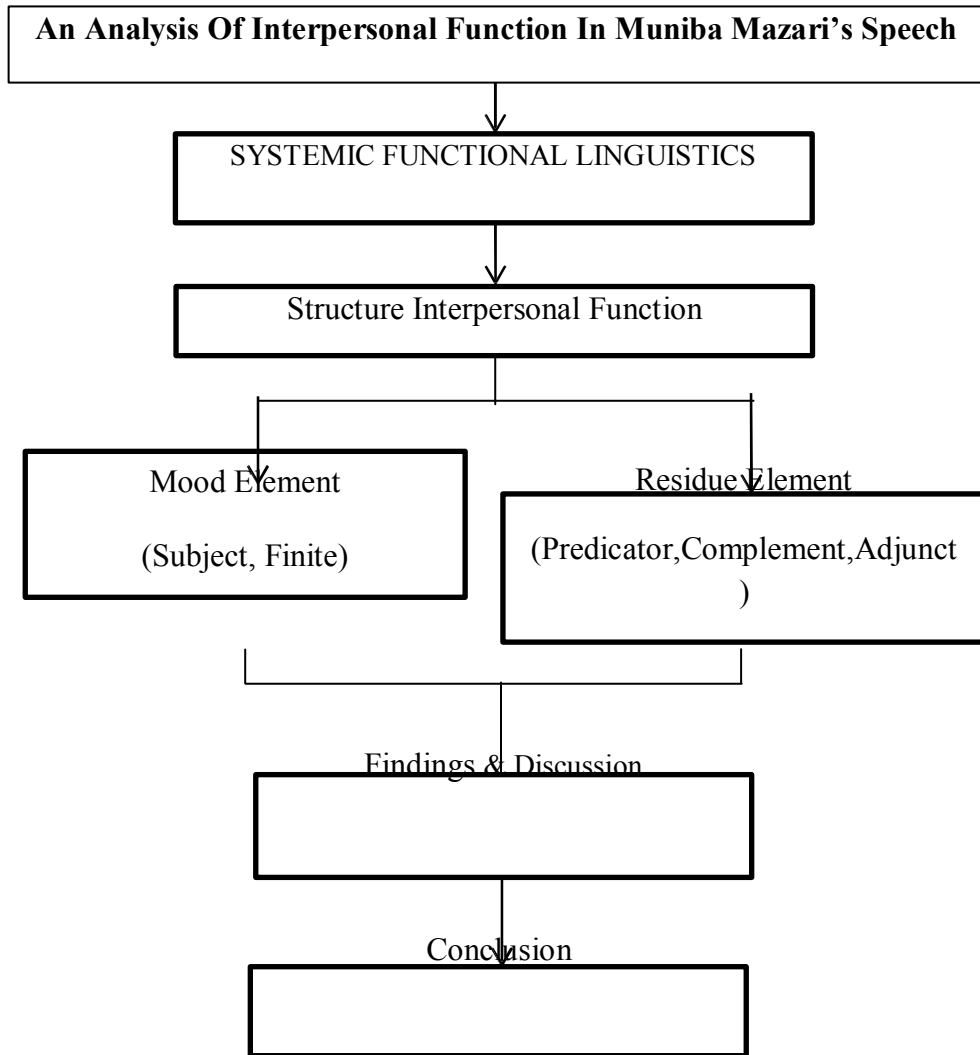 An Analysis Of Interpersonal Function In Muniba Mazari’s Speech
SYSTEMIC FUNCTIONAL LINGUISTICS
Structure Interpersonal Function
Mood Element
(Subject, Finite)
Residue Element
(Predicator,Complement,Adjunct
)
Findings & Discussion
Conclusion